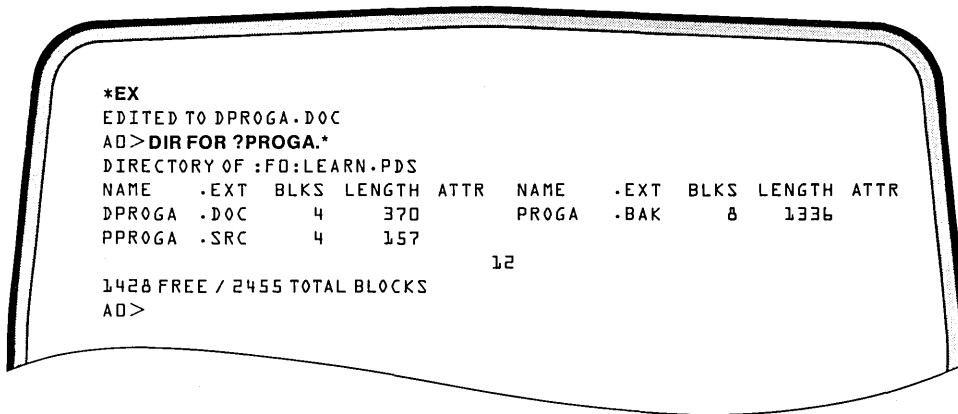 *EX
EDITED TO DPROGA.DOC
A0>DIR FOR ?PROGA.*
DIRECTORY OF :F0:LEARN.PDS
NAME .EXT BLKS LENGTH ATTR NAME .EXT BLKS LENGTH ATTR
DPROGA .DOC 4 370 PROGA .BAK 8 1336
PPROGA .SRC 4 157
12
1428 FREE / 2455 TOTAL BLOCKS
A0>